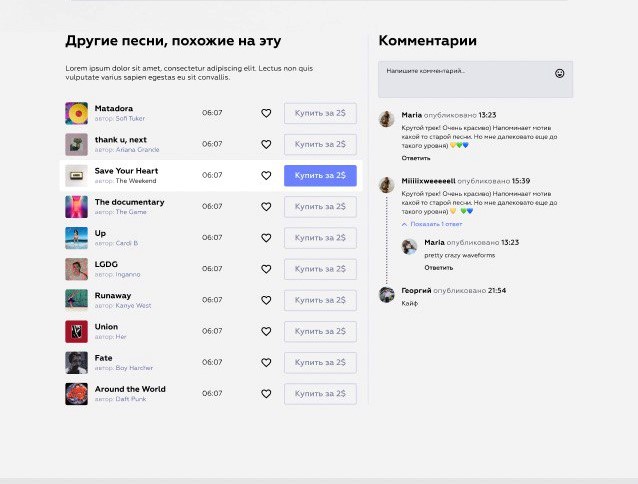 Другие песни, похожие на эту
Lorem ipsum dolor sit amet, consectetur adipiscing elit. Lectus non quis
vulputate varius sapien egestas eu sit convallis.
Matadora
автор: Sofi Tuker
06:07
Купить за 2$
thank u, next
автор: Ariana Grande
06:07
Купить за 2$
Save Your Heart
автор: The Weekend
06:07
Купить за 2$
The documentary
автор: The Game
06:07
Купить за 2$
Up
автор: Cardi B
06:07
Купить за 2$
LGDG
автор: Inganno
06:07
Купить за 2$
Runaway
автор: Kanye West
06:07
Купить за 2$
Union
автор: Her
06:07
Купить за 2$
Fate
автор: Boy Harcher
06:07
Купить за 2$
Around the World
автор: Daft Punk
06:07
Купить за 2$
Комментарии
Напишите комментарий...
Maria опубликовано 13:23
Крутой трек! Очень красиво) Напоминает мотив
какой то старой песни. Но мне далековато еще до
такого уровня) 💛💚💙
Ответить
Miiiiixweeeeell опубликовано 15:39
Крутой трек! Очень красиво) Напоминает мотив
какой то старой песни. Но мне далековато еще до
такого уровня) 💛 💚💙
Показать 1 ответ
Maria опубликовано 13:23
pretty crazy waveforms
Ответить
Георгий опубликовано 21:54
Кайф